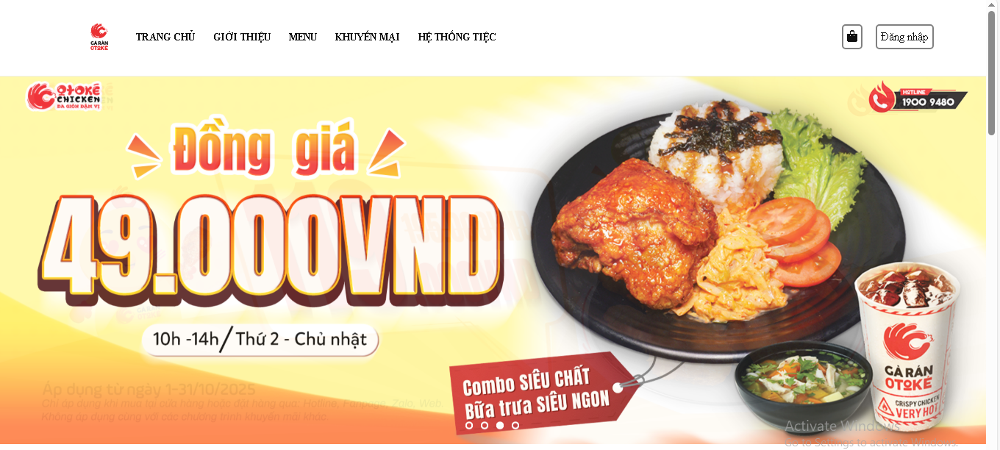 GÀ RÁN
OTOKÉ
TRANG CHỦ
GIỚI THIỆU
MENU
KHUYẾN MẠI
HỆ THỐNG TIỆC
Đăng nhập
OTOKÉ
CHICKEN
DA GIÒN ĐẬM VỊ
HOTLINE
1900 9480
Đồng giá
49.000VND
10h -14h/Thứ 2 - Chủ nhật
Áp dụng từ ngày 1-31/10/2025
Chỉ áp dụng khi mua tại cửa hàng hoặc đặt hàng qua: Hotline, Fanpage, Zalo, Web.
Không áp dụng cùng với các chương trình khuyến mãi khác.
Combo SIÊU CHẤT
Bữa trưa SIÊU NGON
GÀ RÁN
OTOKÉ
CRISPY CHICKEN
VERY HOT
Activate Windows
Go to Settings to activate Windows.